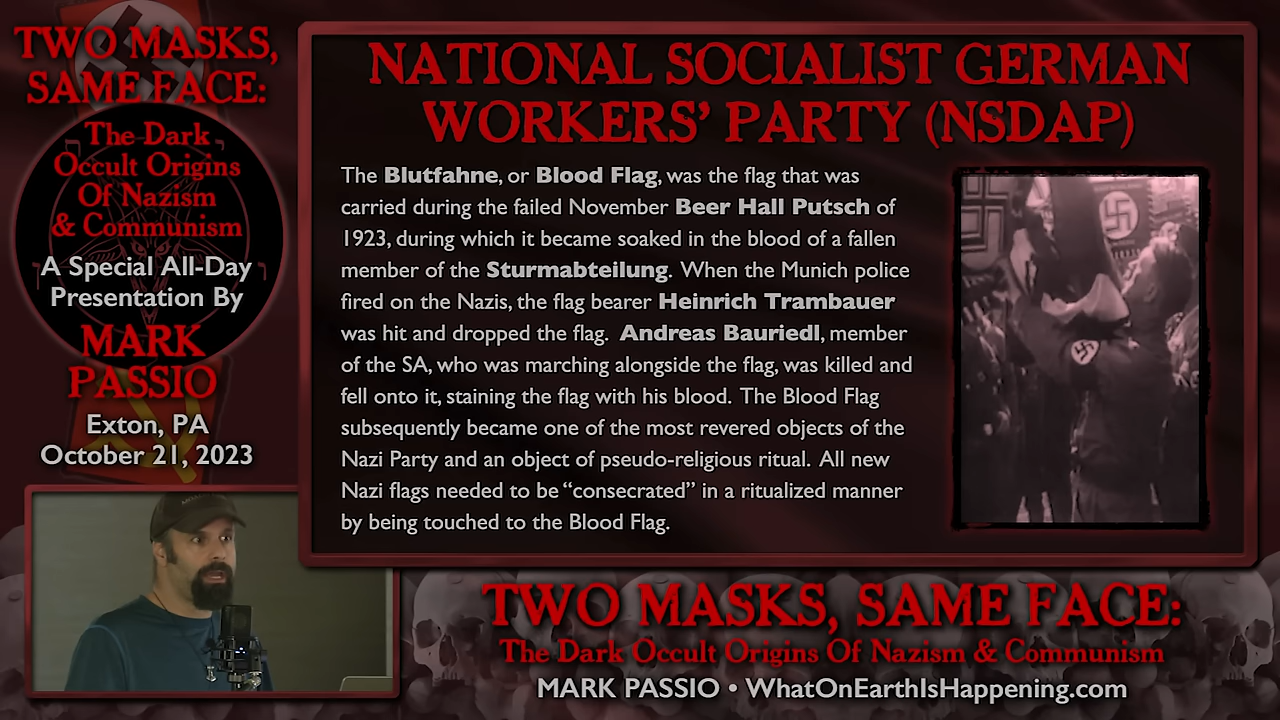 TWO MASKS,
SAME FACE:
The Dark
Occult Origins
Of Nazism
& Communism
A Special All-Day
Presentation By
MARK
PASSIO
Exton, PA
October 21, 2023
NATIONAL SOCIALIST GERMAN
WORKERS’ PARTY (NSDAP)
The Blutfahne, or Blood Flag, was the flag that was
carried during the failed November Beer Hall Putsch of
1923, during which it became soaked in the blood of a fallen
member of the Sturmabteilung. When the Munich police
fired on the Nazis, the flag bearer Heinrich Trambauer
was hit and dropped the flag. Andreas Bauriedl, member
of the SA, who was marching alongside the flag, was killed and
fell onto it, staining the flag with his blood. The Blood Flag
subsequently became one of the most revered objects of the
Nazi Party and an object of pseudo-religious ritual. All new
Nazi flags needed to be “consecrated” in a ritualized manner
by being touched to the Blood Flag.
TWO MASKS, SAME FACE:
The Dark Occult Origins Of Nazism & Communism
MARK PASSIO • WhatOnEarthIsHappening.com